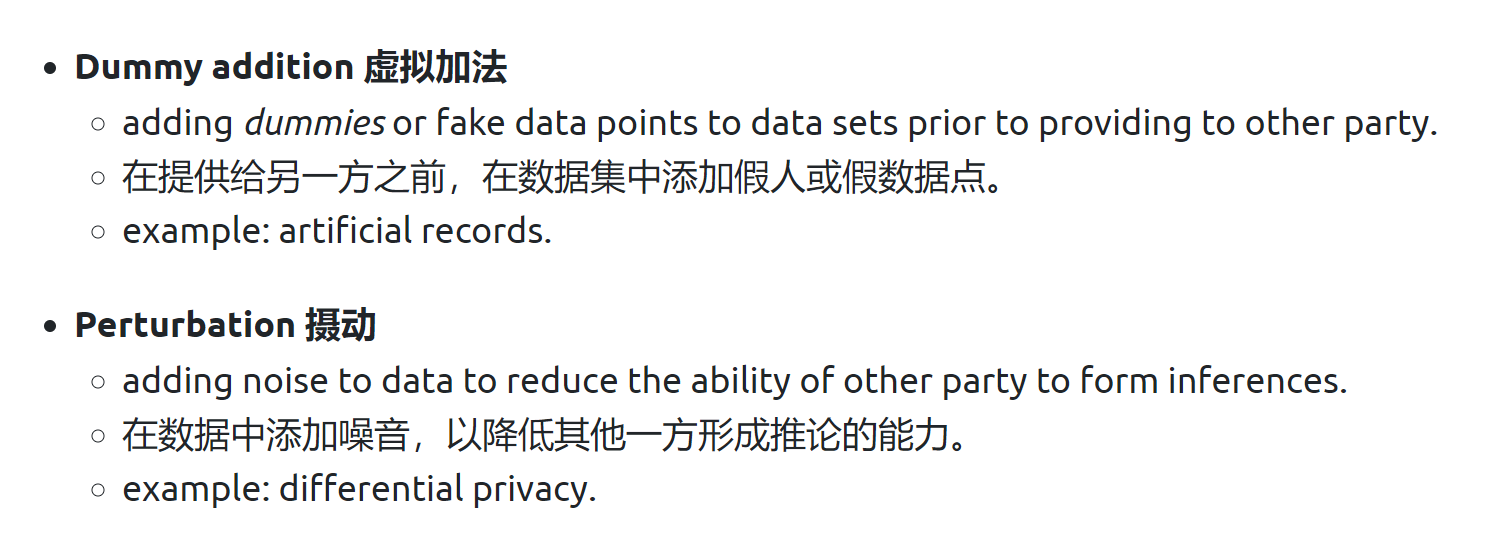 Dummy addition 虚拟加法
adding dummies or fake data points to data sets prior to providing to other party.
在提供给另一方之前，在数据集中添加假人或假数据点。
example: artificial records.
Perturbation 摄动
adding noise to data to reduce the ability of other party to form inferences.
在数据中添加噪音，以降低其他一方形成推论的能力。
example: differential privacy.